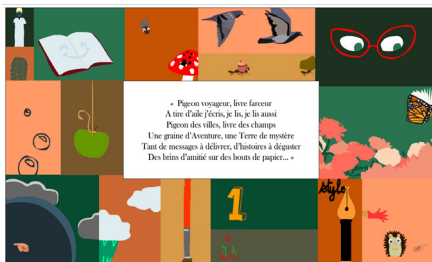 « Pigeon voyageur, livre farceur
A tire d'aile j'écris, je lis, je lis aussi
Pigeon des villes, livre des champs
Une graine d'Aventure, une Terre de mystère
Tant de messages à délivrer, d'histoires à déguster
Des brins d'amitié sur des bouts de papier... »
1
stylo